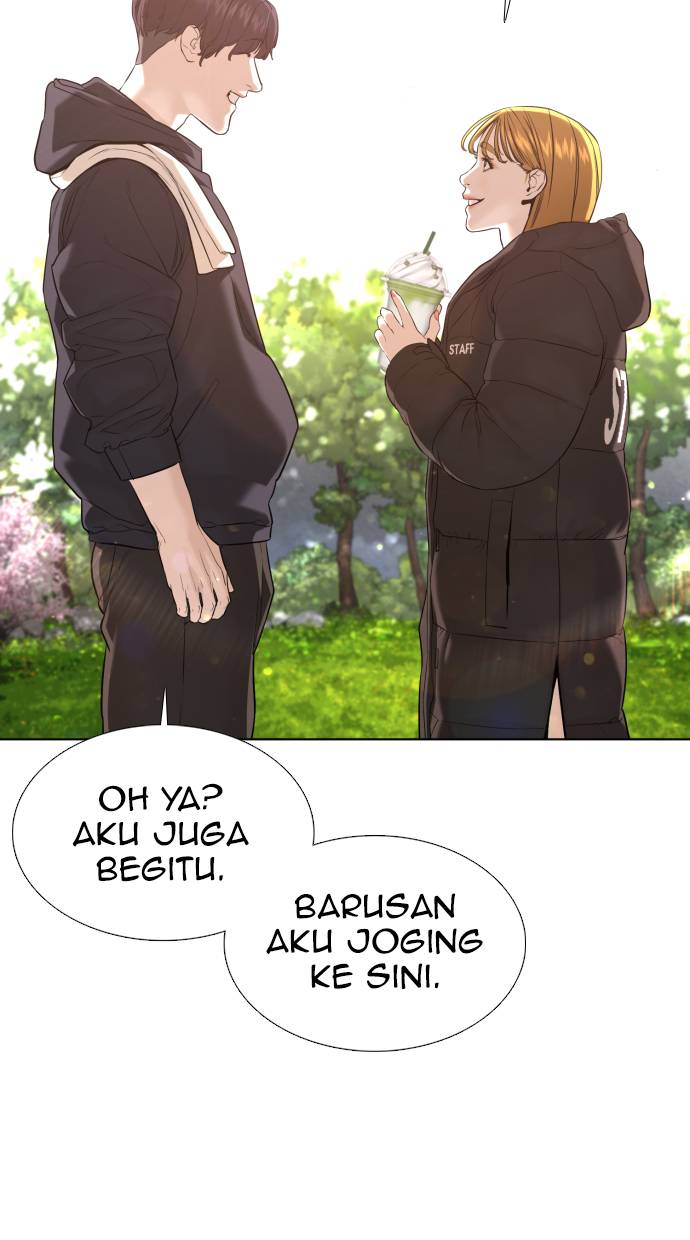 STAFF
ST
OH YA?
AKU JUGA
BEGITU.
BARUSAN
AKU JOGING
KE SINI.